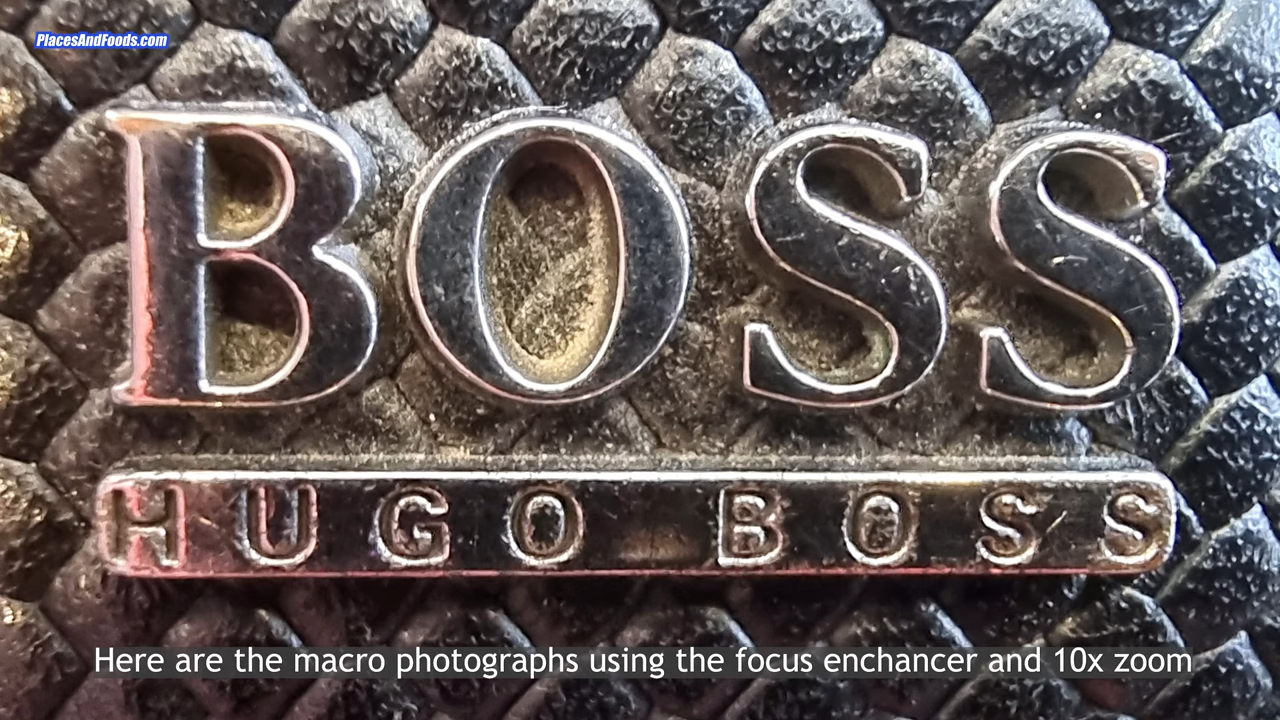 PlacesAndFoods.com
BOSS
HUGO BOSS
Here are the macro photographs using the focus enchancer and 10x zoom